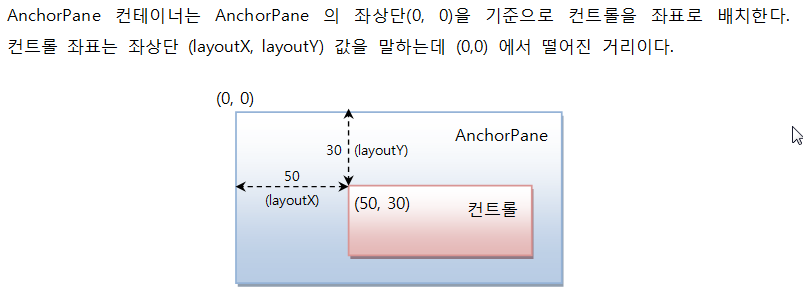 AnchorPane 컨테이너는 AnchorPane 의 좌상단(0, 0)을 기준으로 컨트롤을 좌표로 배치한다.
컨트롤 좌표는 좌상단 (layoutX, layoutY) 값을 말하는데 (0,0) 에서 떨어진 거리이다.
(0, 0)
AnchorPane
30 (layoutY)
50
(layoutX)
(50, 30)
컨트롤